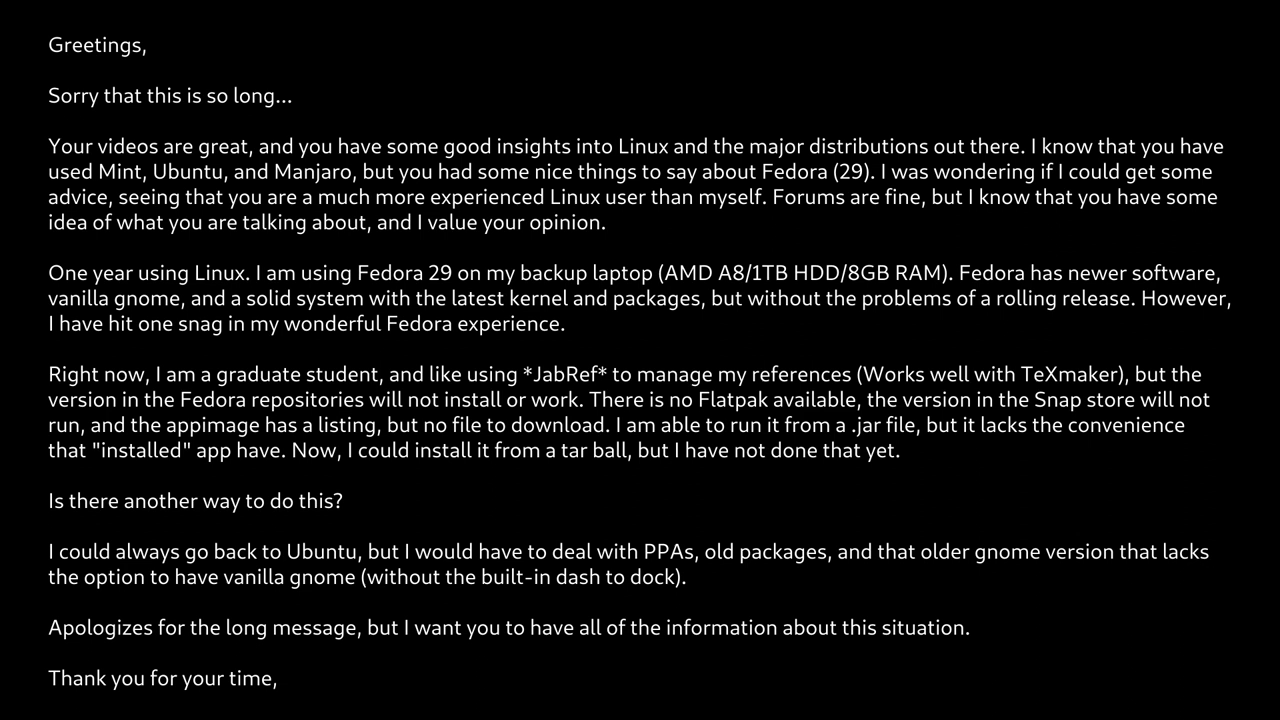 Greetings,
Sorry that this is so long...
Your videos are great, and you have some good insights into Linux and the major distributions out there. I know that you have
used Mint, Ubuntu, and Manjaro, but you had some nice things to say about Fedora (29). I was wondering if I could get some
advice, seeing that you are a much more experienced Linux user than myself. Forums are fine, but I know that you have some
idea of what you are talking about, and I value your opinion.
One year using Linux. I am using Fedora 29 on my backup laptop (AMD A8/1TB HDD/8GB RAM). Fedora has newer software,
vanilla gnome, and a solid system with the latest kernel and packages, but without the problems of a rolling release. However,
I have hit one snag in my wonderful Fedora experience.
Right now, I am a graduate student, and like using *JabRef* to manage my references (Works well with TeXmaker), but the
version in the Fedora repositories will not install or work. There is no Flatpak available, the version in the Snap store will not
run, and the appimage has a listing, but no file to download. I am able to run it from a .jar file, but it lacks the convenience
that "installed" app have. Now, I could install it from a tar ball, but I have not done that yet.
Is there another way to do this?
I could always go back to Ubuntu, but I would have to deal with PPAs, old packages, and that older gnome version that lacks
the option to have vanilla gnome (without the built-in dash to dock).
Apologizes for the long message, but I want you to have all of the information about this situation.
Thank you for your time,